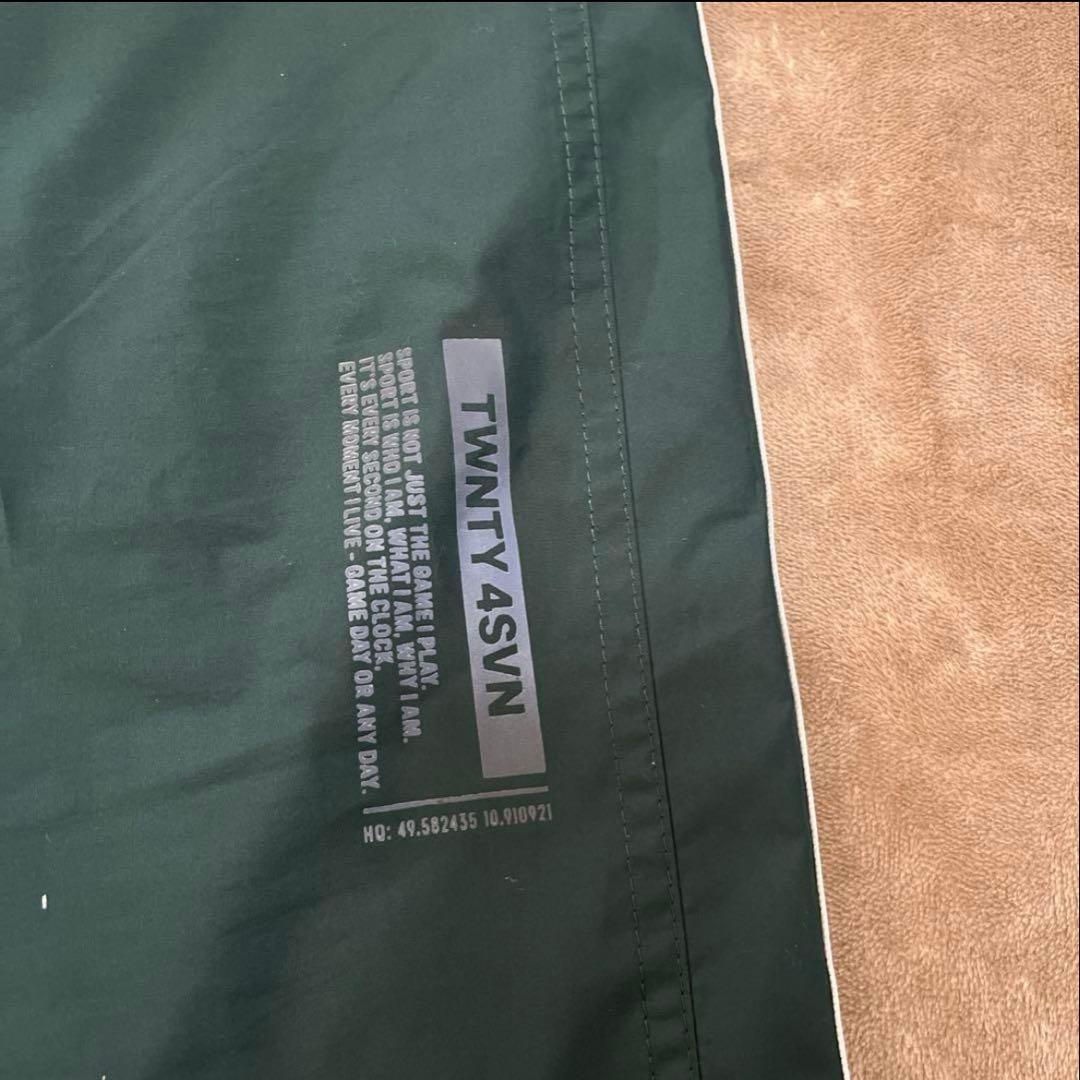 TWNTY 4SVN
SPORT IS NOT JUST THE GAME I PLAY.
SPORT IS WHO I AM, WHAT I AM, WHY I AM.
IT'S EVERY SECOND ON THE CLOCK,
EVERY MOMENT I LIVE - GAME DAY OR ANY DAY.
HQ: 49.582435 10.910921